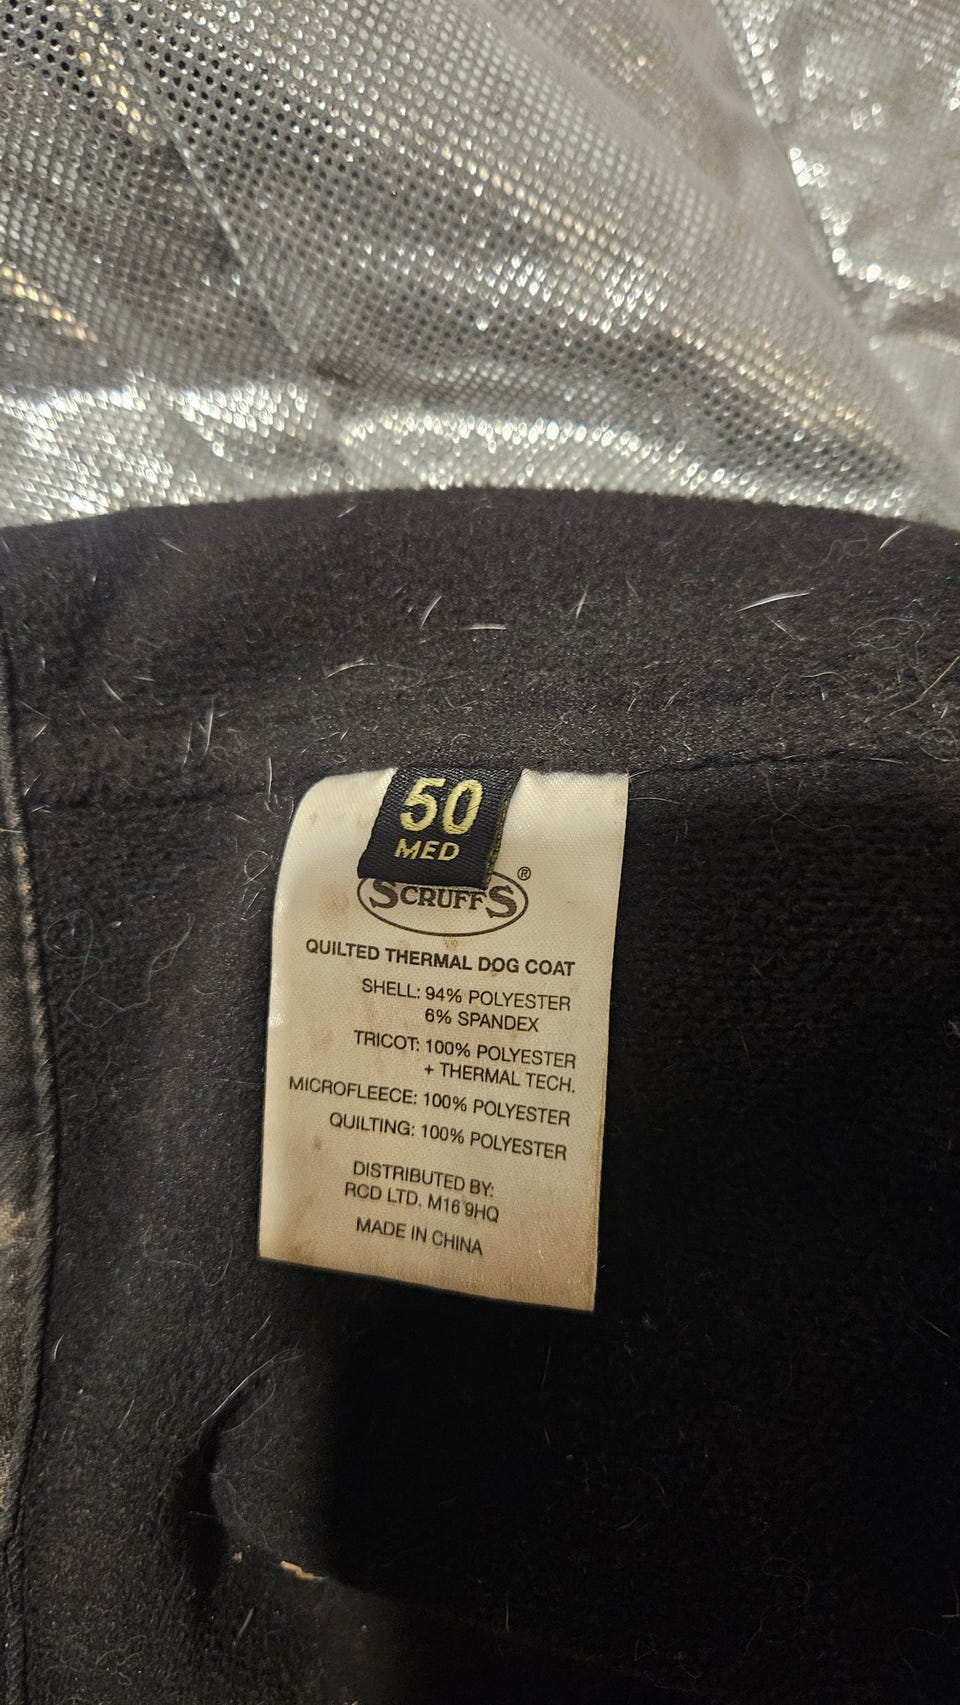 50
MED
SCRUFFS®
QUILTED THERMAL DOG COAT
SHELL: 94% POLYESTER
6% SPANDEX
TRICOT: 100% POLYESTER
+ THERMAL TECH.
MICROFLEECE: 100% POLYESTER
QUILTING: 100% POLYESTER
DISTRIBUTED BY:
RCD LTD. M16 9HQ
MADE IN CHINA